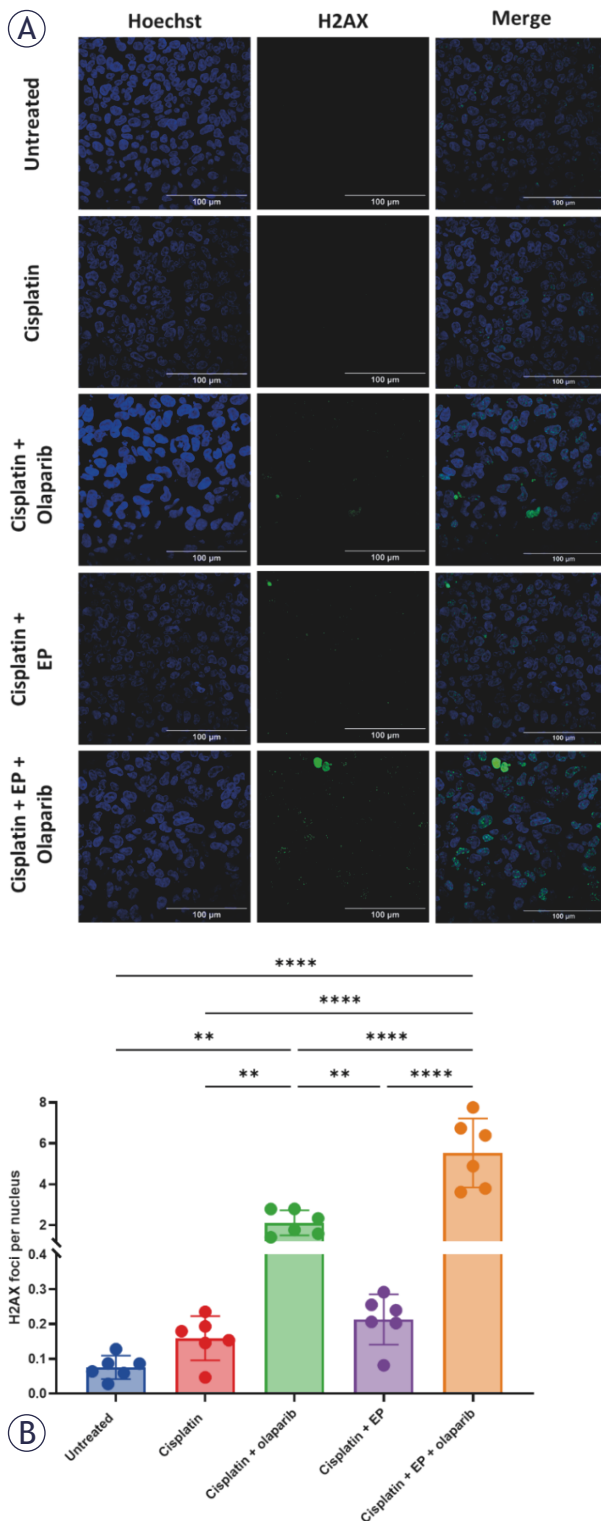 A
Hoechst H2AX Merge
Untreated
100 μm 100 μm 100 μm
Cisplatin
100 μm 100 μm 100 μm
Cisplatin +
Olaparib
100 μm 100 μm 100 μm
Cisplatin +
EP
100 μm 100 μm 100 μm
Cisplatin + EP +
Olaparib
100 μm 100 μm 100 μm
****
****
** ****
** ** ****
H2AX foci per nucleus
8
6
4
2
0.4
0.3
0.2
0.1
0.0
Untreated
Cisplatin
Cisplatin + olaparib
Cisplatin + EP
Cisplatin + EP + olaparib
B